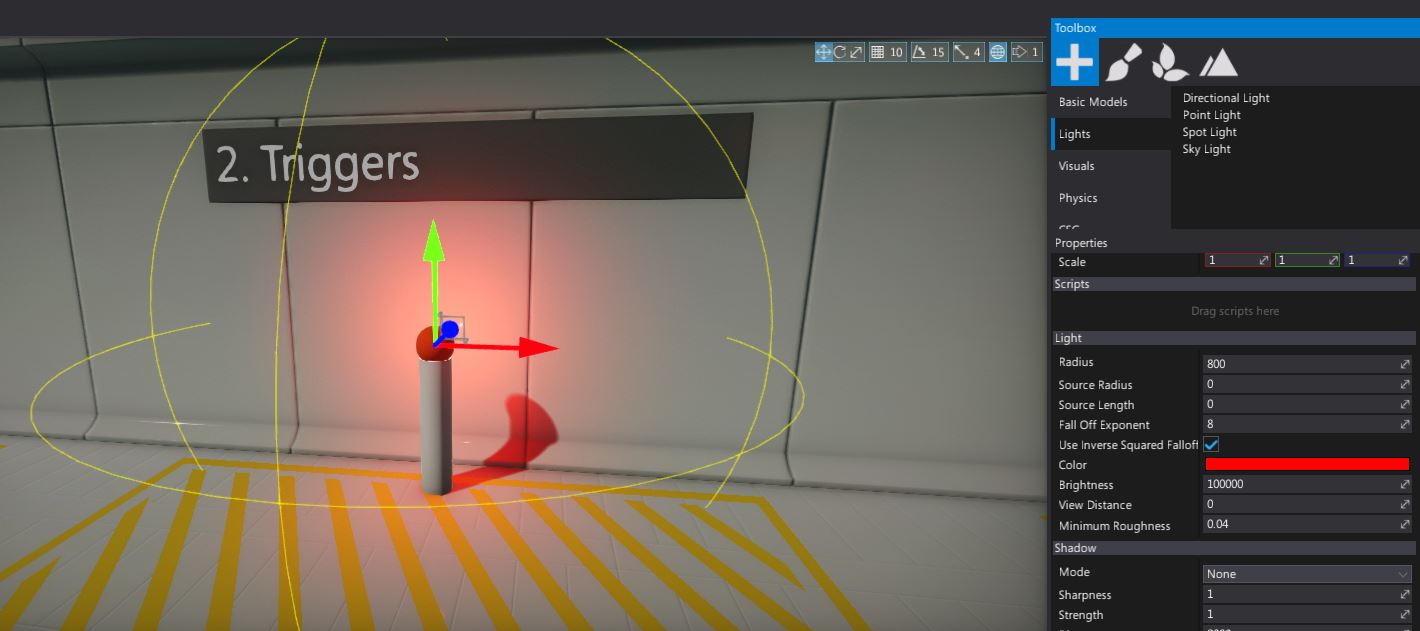 Toolbox
10
15
4
1
Basic Models
Lights
Visuals
Physics
Directional Light
Point Light
Spot Light
Sky Light
2. Triggers
Properties
Scale 1 1 1
Scripts
Drag scripts here
Light
Radius 800
Source Radius 0
Source Length 0
Fall Off Exponent 8
Use Inverse Squared Falloff
Color
Brightness 100000
View Distance 0
Minimum Roughness 0.04
Shadow
Mode None
Sharpness 1
Strength 1